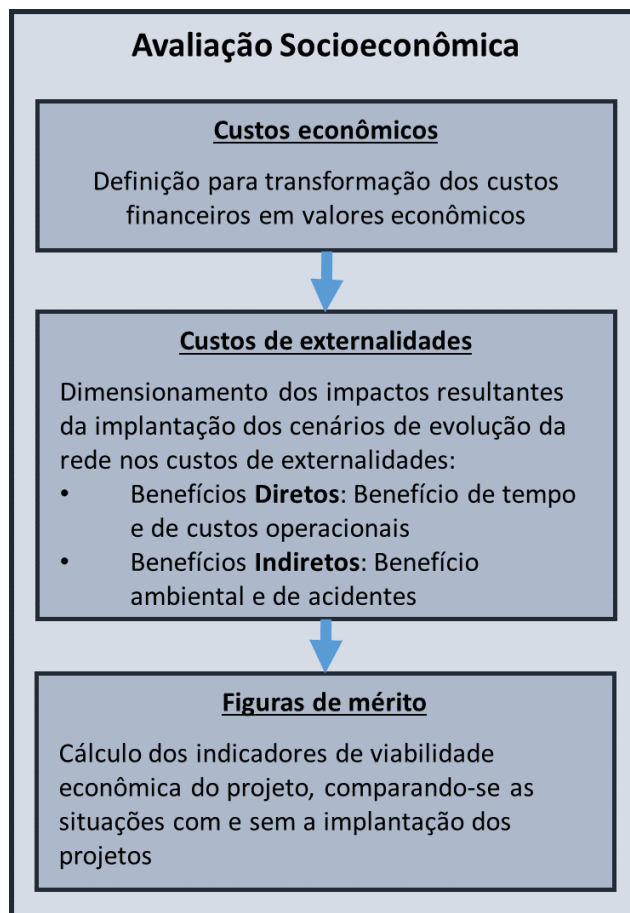 Avaliação Socioeconômica
Custos econômicos
Definição para transformação dos custos
financeiros em valores econômicos
Custos de externalidades
Dimensionamento dos impactos resultantes
da implantação dos cenários de evolução da
rede nos custos de externalidades:
• Benefícios Diretos: Benefício de tempo
e de custos operacionais
• Benefícios Indiretos: Benefício
ambiental e de acidentes
Figuras de mérito
Cálculo dos indicadores de viabilidade
econômica do projeto, comparando-se as
situações com e sem a implantação dos
projetos